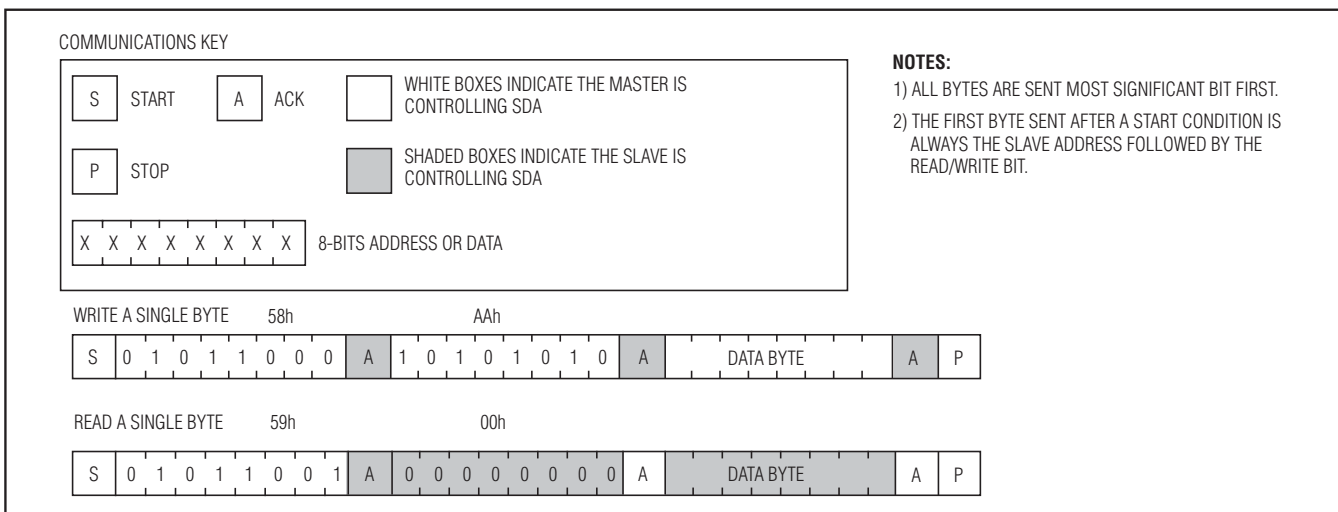 COMMUNICATIONS KEY
S START A ACK WHITE BOXES INDICATE THE MASTER IS
CONTROLLING SDA
P STOP SHADED BOXES INDICATE THE SLAVE IS
CONTROLLING SDA
X X X X X X X X 8-BITS ADDRESS OR DATA
NOTES:
1) ALL BYTES ARE SENT MOST SIGNIFICANT BIT FIRST.
2) THE FIRST BYTE SENT AFTER A START CONDITION IS
ALWAYS THE SLAVE ADDRESS FOLLOWED BY THE
READ/WRITE BIT.
WRITE A SINGLE BYTE 58h AAh
S 0 1 0 1 1 0 0 0 A 1 0 1 0 1 0 1 0 A DATA BYTE A P
READ A SINGLE BYTE 59h 00h
S 0 1 0 1 1 0 0 1 A 0 0 0 0 0 0 0 0 A DATA BYTE A P